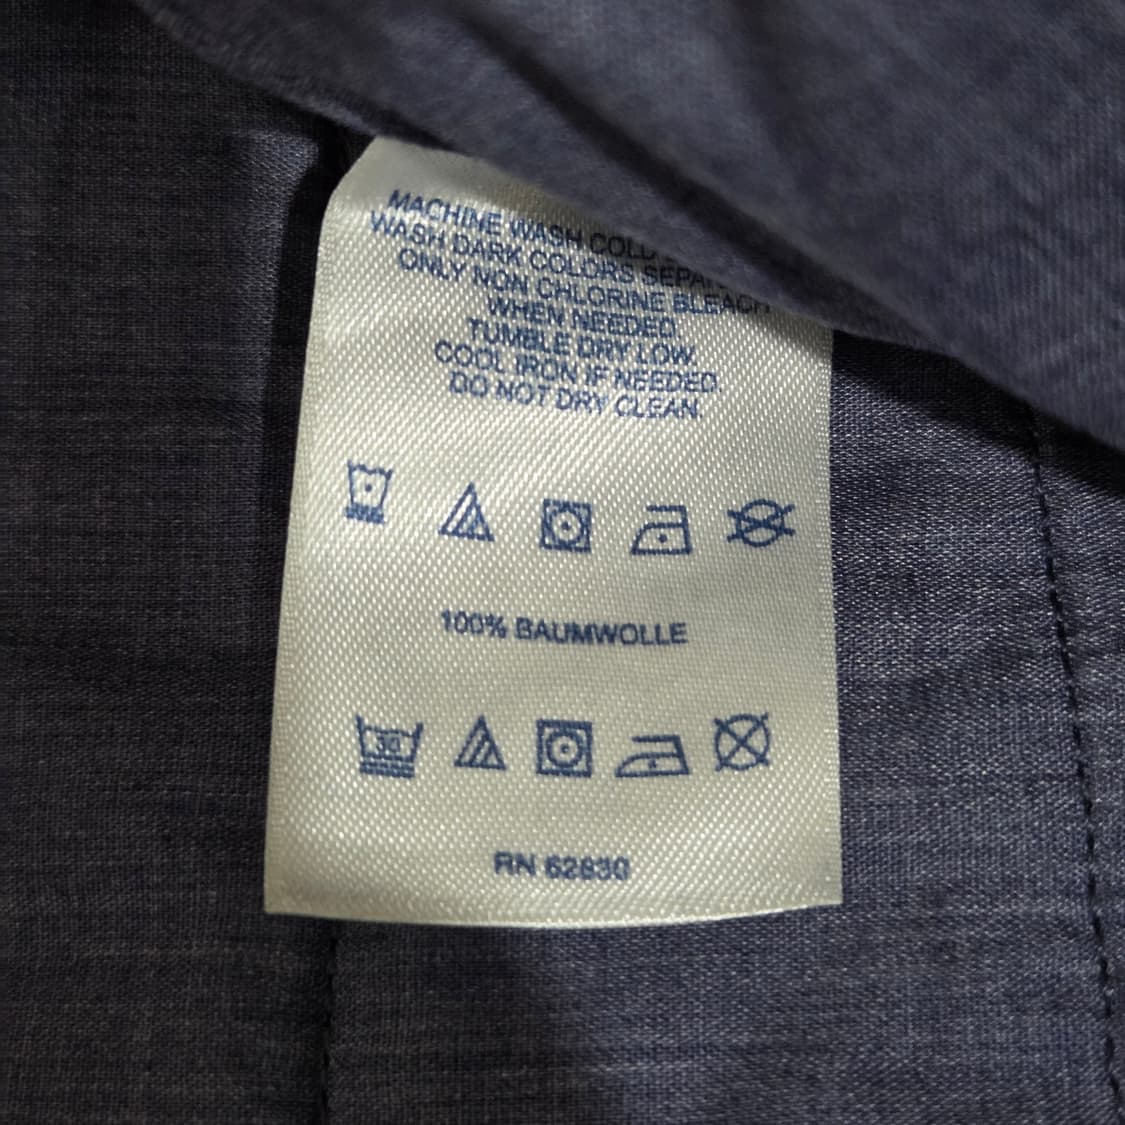 MACHINE WASH COLD
WASH DARK COLORS
ONLY NON CHLORINE BLEACH
WHEN NEEDED.
TUMBLE DRY LOW.
COOL IRON IF NEEDED
DO NOT DRY CLEAN.
100% BAUMWOLLE
30
RN 62830